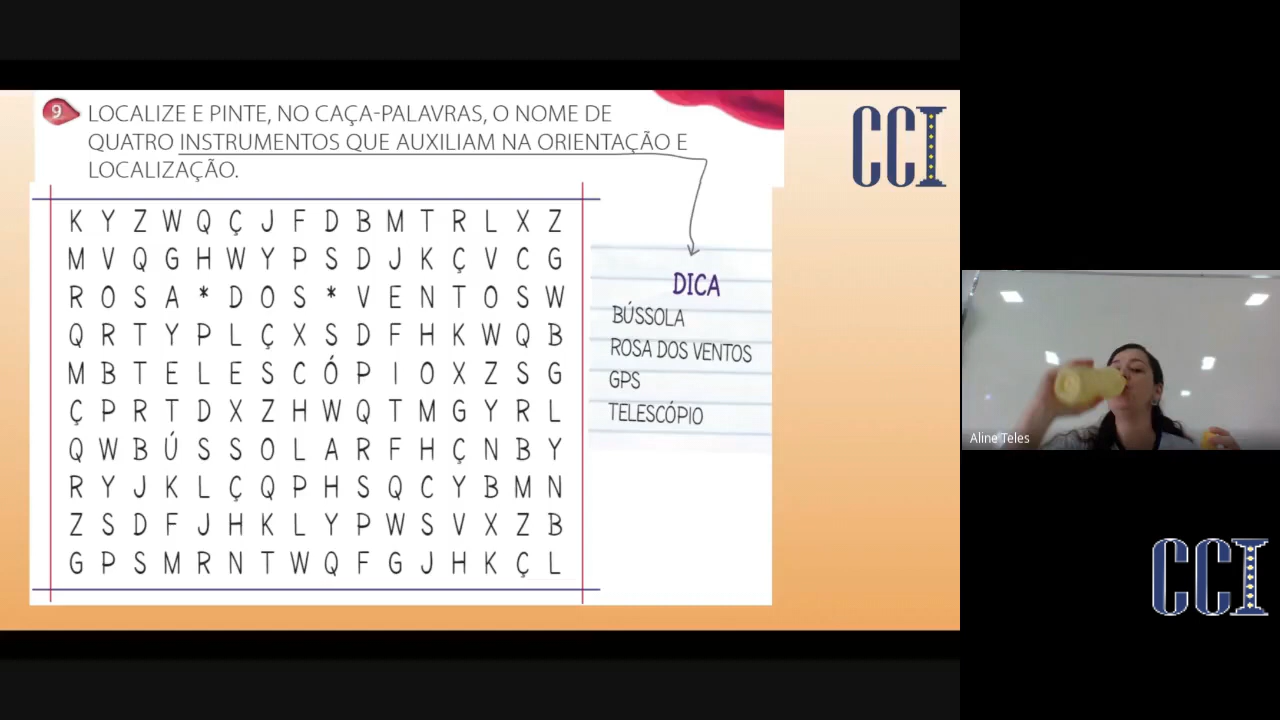 9
LOCALIZE E PINTE, NO CAÇA-PALAVRAS, O NOME DE
QUATRO INSTRUMENTOS QUE AUXILIAM NA ORIENTAÇÃO E
LOCALIZAÇÃO.
K Y Z W Q Ç J F D B M T R L X Z
M V Q G H W Y P S D J K Ç V C G
R O S A * D O S * V E N T O S W
Q R T Y P L Ç X S D F H K W Q B
M B T E L E S C Ó P I O X Z S G
Ç P R T D X Z H W Q T M G Y R L
Q W B Ú S S O L A R F H Ç N B Y
R Y J K L Ç Q P H S Q C Y B M N
Z S D F J H K L Y P W S V X Z B
G P S M R N T W Q F G J H K Ç L
DICA
BÚSSOLA
ROSA DOS VENTOS
GPS
TELESCÓPIO
CCI
Aline Teles
CCI